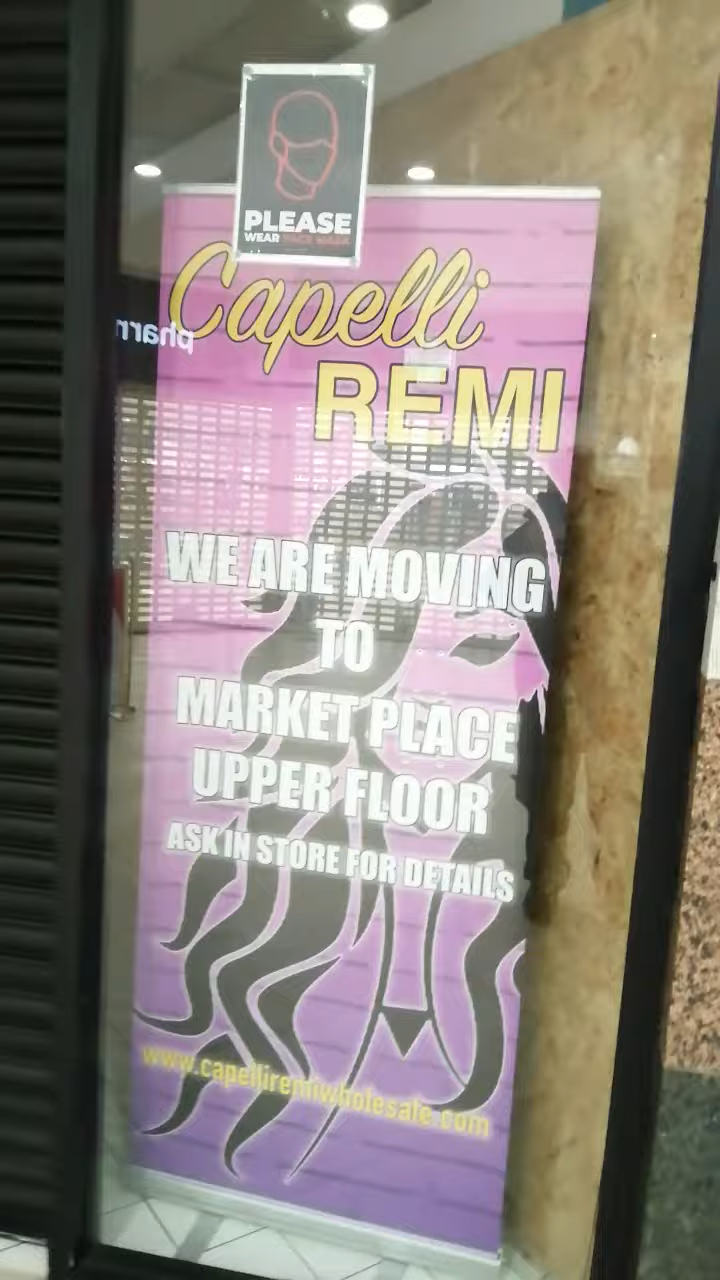 PLEASE
WEAR FACE MASK
Capelli
REMI
pharm
WE ARE MOVING
TO
MARKET PLACE
UPPER FLOOR
ASK IN STORE FOR DETAILS
www.capelliremiwholesale.com